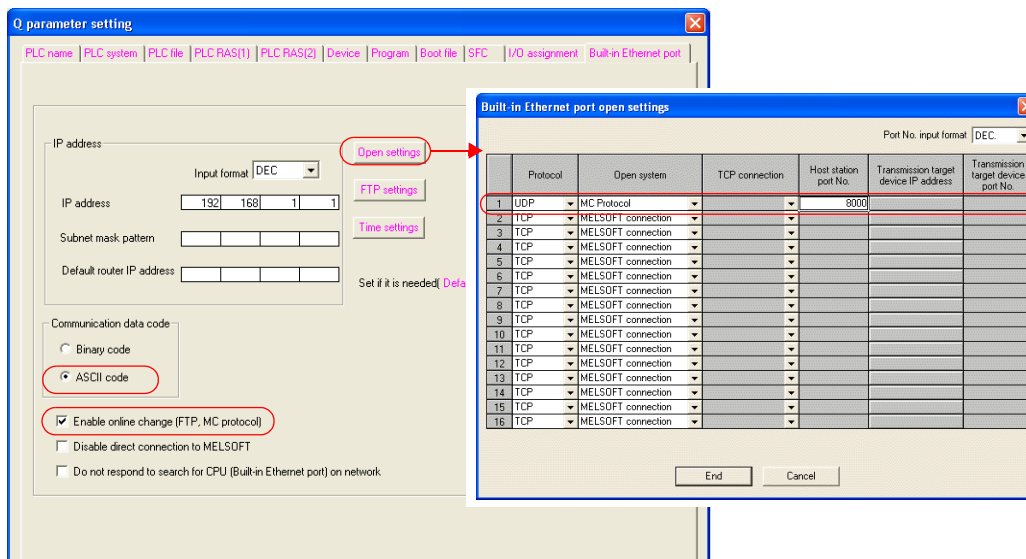 Q parameter setting
PLC name PLC system PLC file PLC RAS(1) PLC RAS(2) Device Program Boot file SFC I/O assignment Built-in Ethernet port
IP address
Input format DEC
IP address 192 168 1 1
Subnet mask pattern
Default router IP address
Open settings
FTP settings
Time settings
Set if it is needed( Defa
Communication data code
Binary code
ASCII code
Enable online change (FTP, MC protocol)
Disable direct connection to MELSOFT
Do not respond to search for CPU (Built-in Ethernet port) on network
Built-in Ethernet port open settings
Port No. input format DEC.
Protocol Open system TCP connection Host station port No. Transmission target device IP address Transmission target device port No.
1 UDP MC Protocol 8000
2 TCP MELSOFT connection
3 TCP MELSOFT connection
4 TCP MELSOFT connection
5 TCP MELSOFT connection
6 TCP MELSOFT connection
7 TCP MELSOFT connection
8 TCP MELSOFT connection
9 TCP MELSOFT connection
10 TCP MELSOFT connection
11 TCP MELSOFT connection
12 TCP MELSOFT connection
13 TCP MELSOFT connection
14 TCP MELSOFT connection
15 TCP MELSOFT connection
16 TCP MELSOFT connection
End Cancel